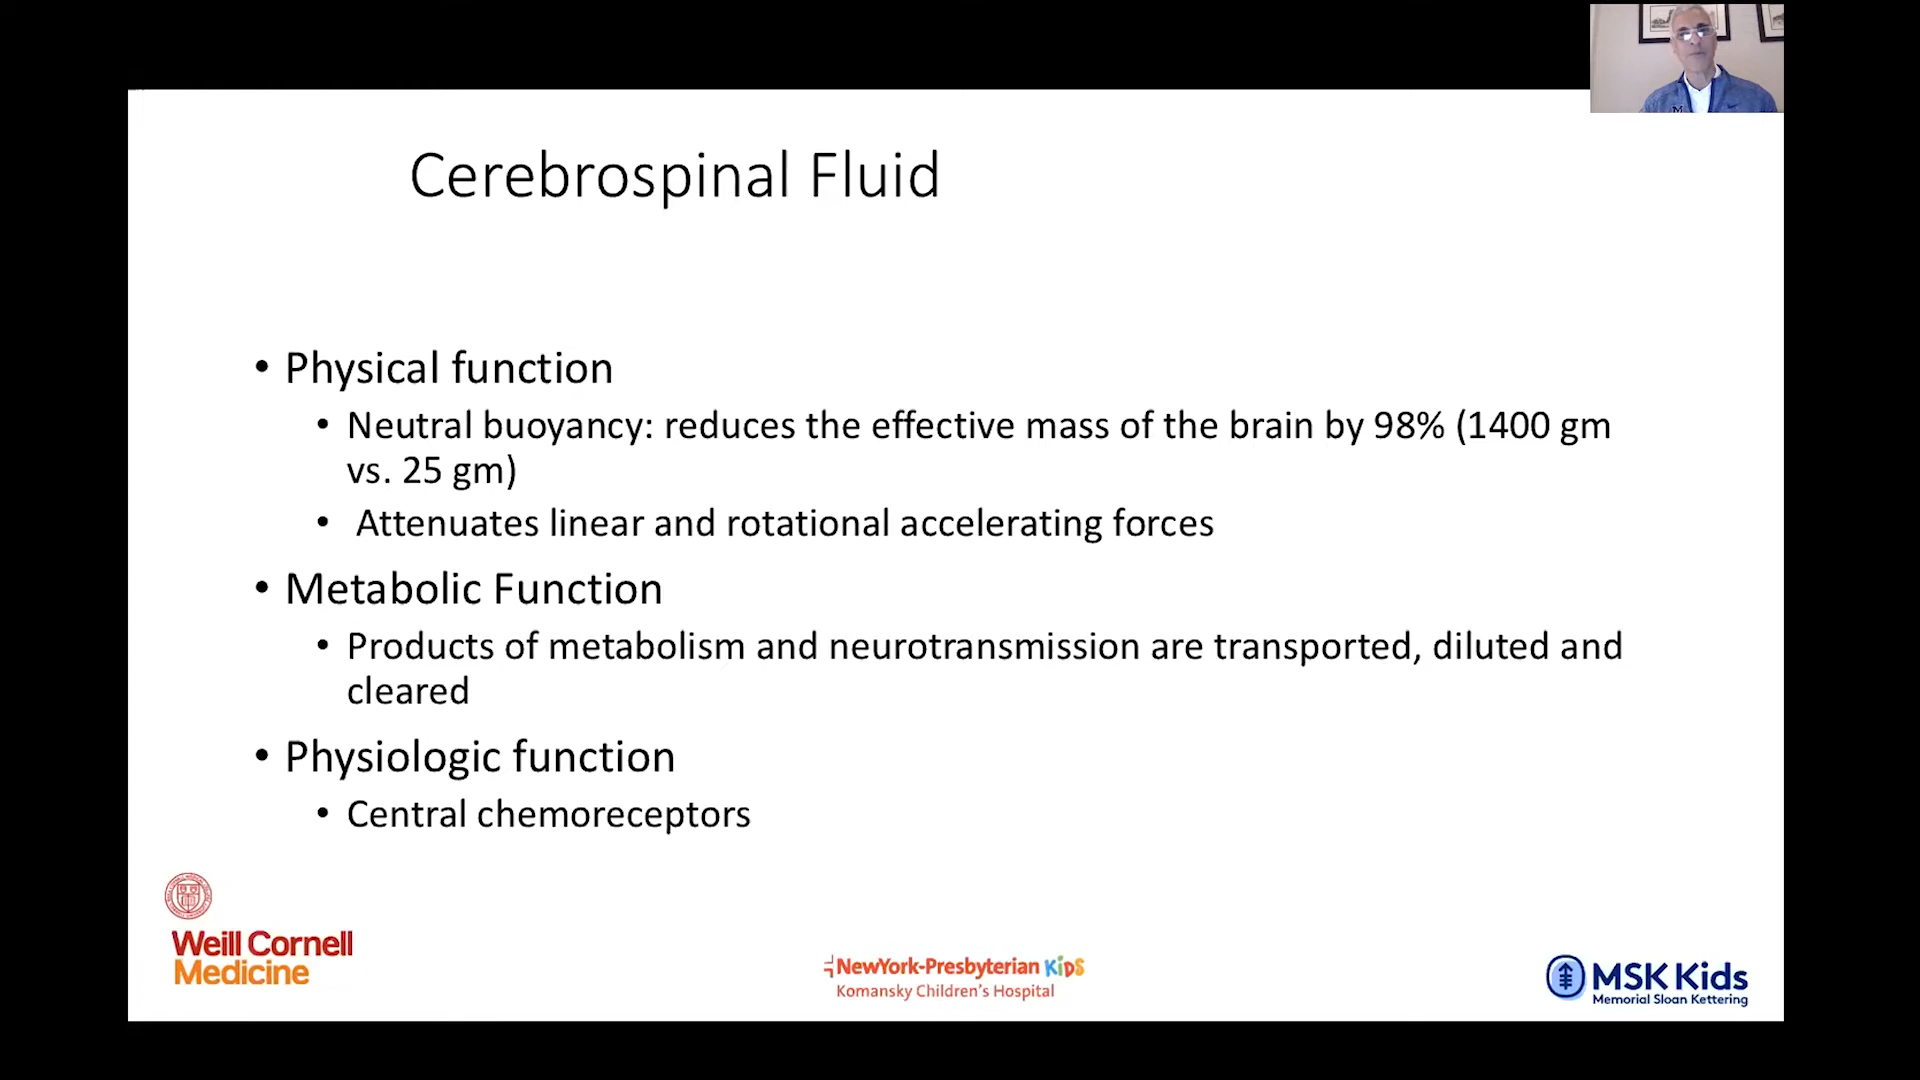 Cerebrospinal Fluid
• Physical function
• Neutral buoyancy: reduces the effective mass of the brain by 98% (1400 gm
vs. 25 gm)
• Attenuates linear and rotational accelerating forces
• Metabolic Function
• Products of metabolism and neurotransmission are transported, diluted and
cleared
• Physiologic function
• Central chemoreceptors
Weill Cornell
Medicine
NewYork-Presbyterian KiDS
Komansky Children's Hospital
MSK Kids
Memorial Sloan Kettering